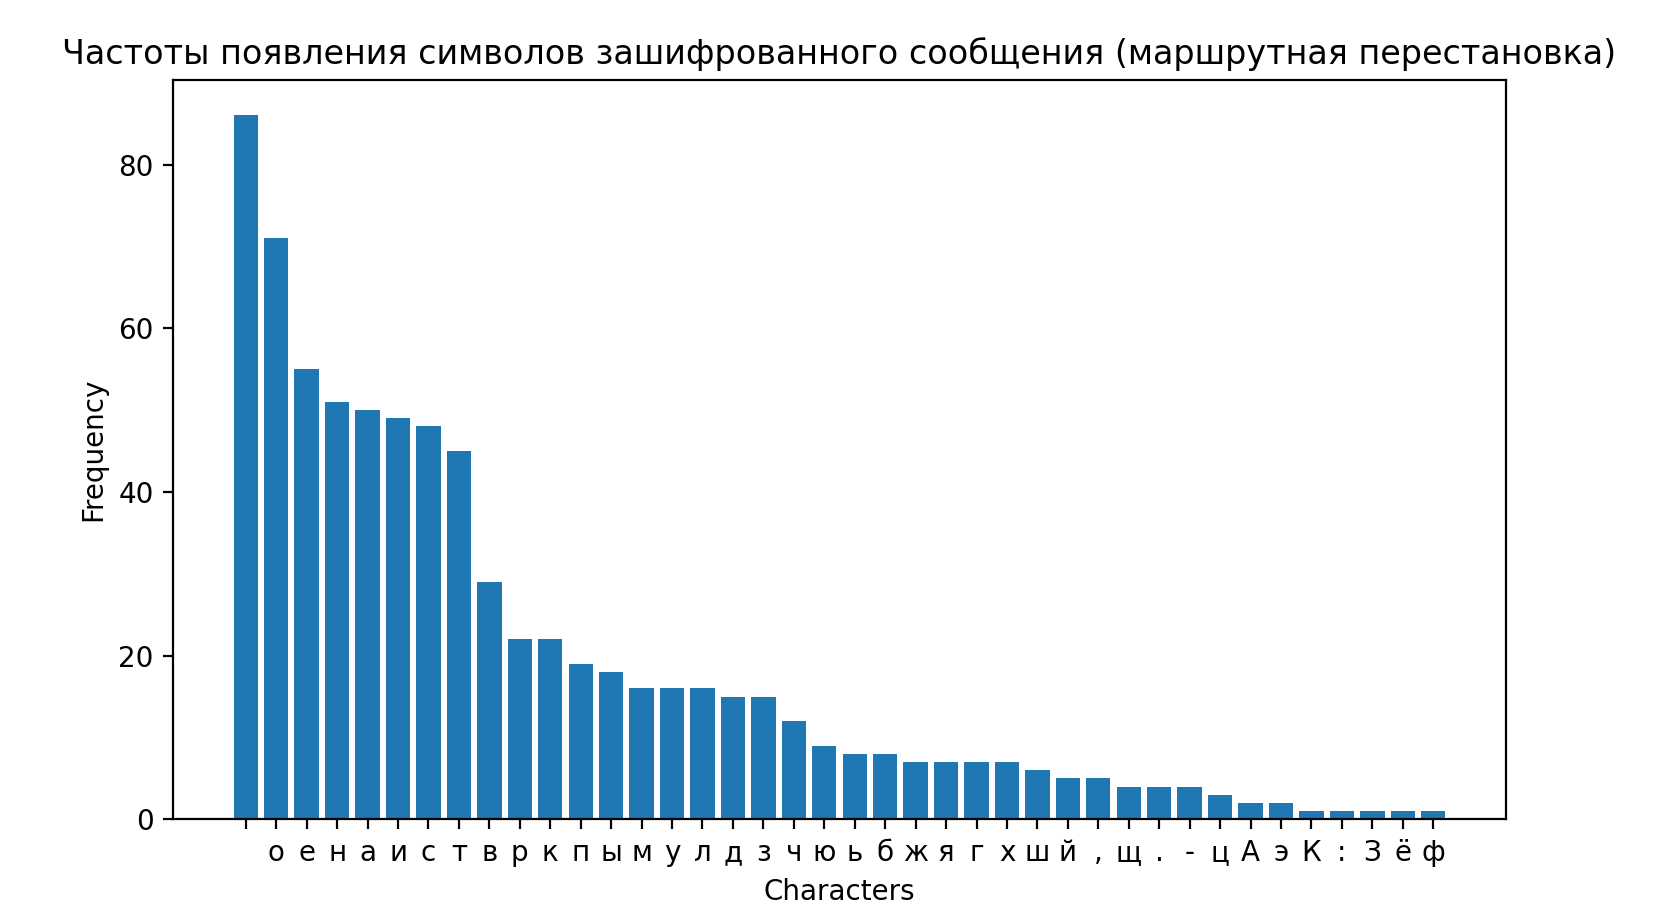 Частоты появления символов зашифрованного сообщения (маршрутная перестановка)
Frequency
80
60
40
20
0
о е н а и с т в р к п ы м у л д з ч ю ь б ж я г х ш й , щ . - ц А э К : З ё ф
Characters